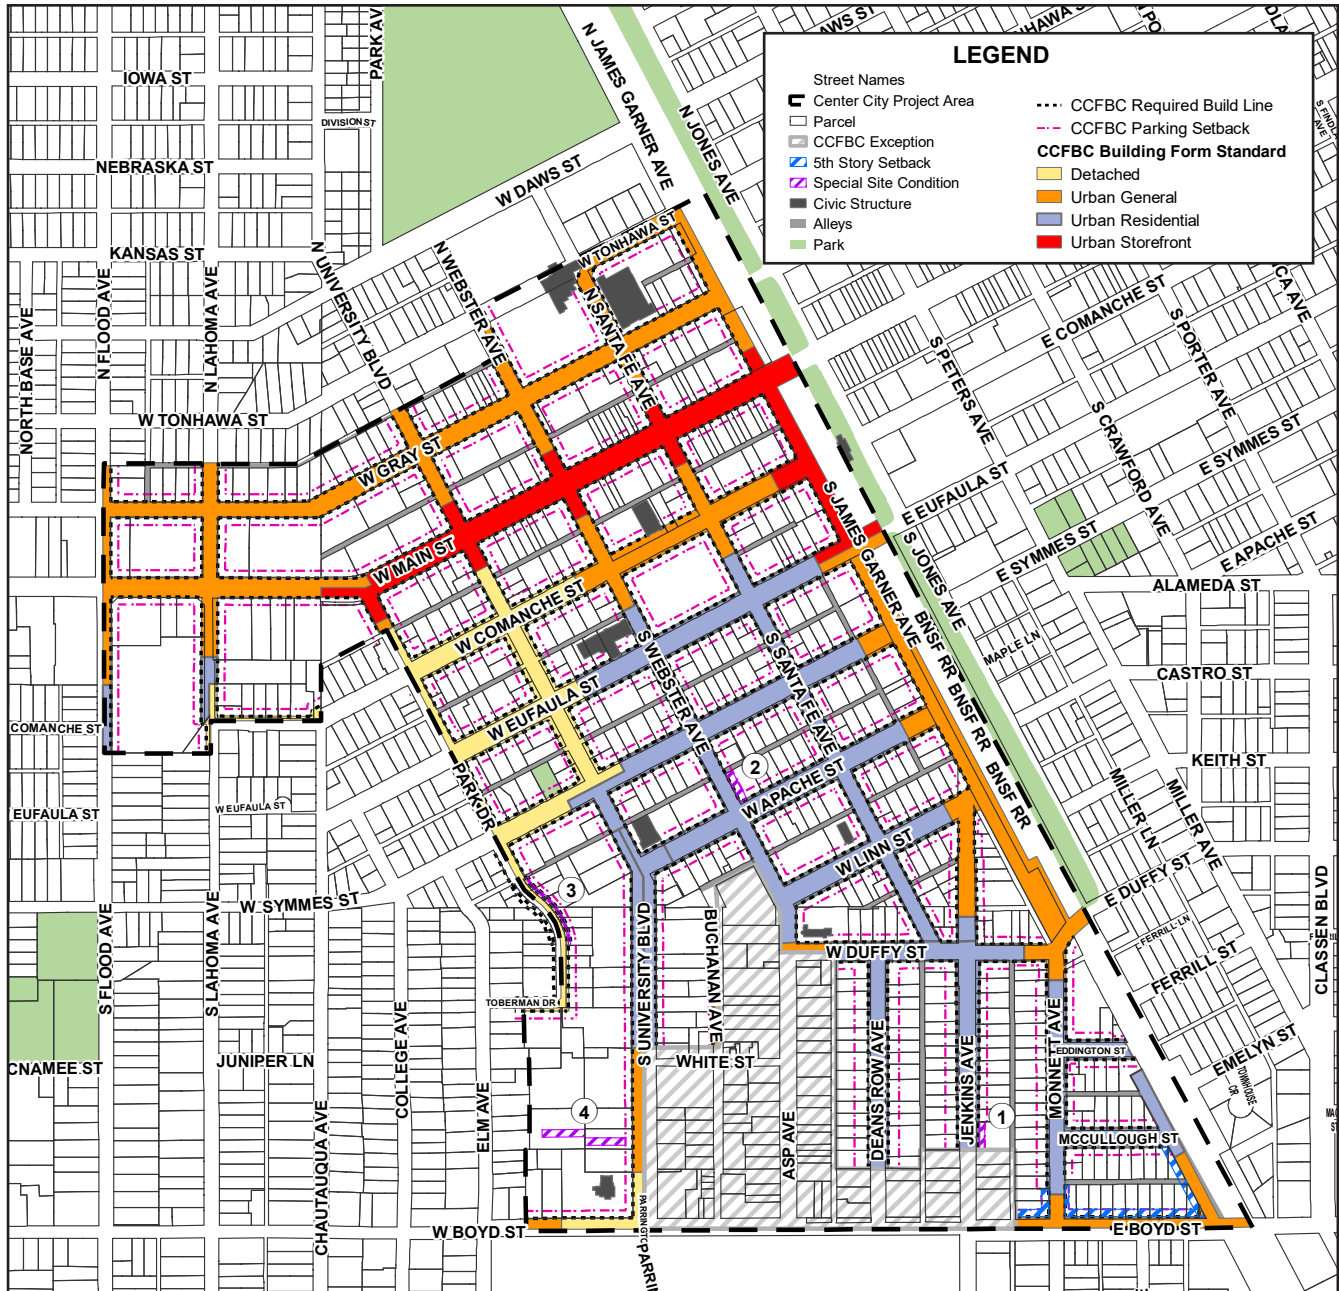 LEGEND
Street Names
Center City Project Area
Parcel
CCFBC Exception
5th Story Setback
Special Site Condition
Civic Structure
Alleys
Park
CCFBC Required Build Line
CCFBC Parking Setback
CCFBC Building Form Standard
Detached
Urban General
Urban Residential
Urban Storefront
IOWA ST
PARK AV
DIVISION ST
NEBRASKA ST
KANSAS ST
N JAMES GARNER AVE
N JONES AVE
W DAWS ST
AWS ST
W TONHAWA ST
N UNIVERSITY BLVD
N WEBSTER AVE
N SANTA FE AVE
NORTH BASE AVE
N FLOOD AVE
N LAHOMA AVE
W TONHAWA ST
W GRAY ST
W MAIN ST
E COMANCHE ST
S PORTER AVE
S PETERS AVE
S CRAWFORD AVE
E SYMMES ST
E EUFAULA ST
E SYMMES ST
E APACHE ST
ALAMEDA ST
S JAMES GARNER AVE
S JONES AVE
BNSF RR
BNSF RR
BNSF RR
MAPLE LN
CASTRO ST
KEITH ST
W COMANCHE ST
W EUFAULA ST
S WEBSTER AVE
S SANTA FE AVE
COMANCHE ST
EUFAULA ST
W EUFAULA ST
PARK DR
2
W APACHE ST
W LINN ST
MILLER LN
MILLER AVE
E DUFFY ST
CLASSEN BLVD
3
W SYMMES ST
S FLOOD AVE
S LAHOMA AVE
S UNIVERSITY BLVD
BUCHANAN AVE
W DUFFY ST
FERRILL LN
FERRILL ST
TOBERMAN DR
CNAMEE ST
JUNIPER LN
CHAUTAUQUA AVE
COLLEGE AVE
ELM AVE
WHITE ST
ASP AVE
DEANS ROW AVE
JENKINS AVE
MONNETT AVE
EDDINGTON ST
EMELYN ST
TOWNHOUSE CR
4
1
MCCULLOUGH ST
W BOYD ST
E BOYD ST
PARRINGTO
PARRI